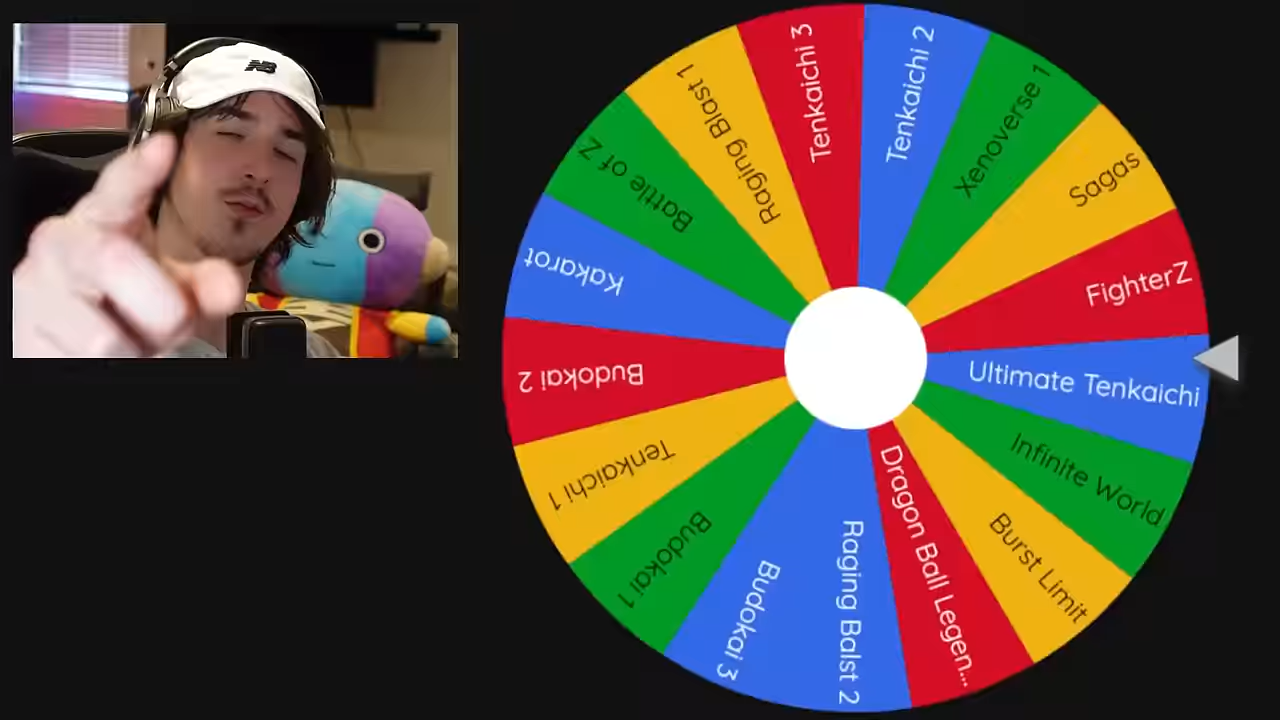 NB
Tenkaichi 3
Tenkaichi 2
Xenoverse 1
Sagas
FighterZ
Ultimate Tenkaichi
Infinite World
Burst Limit
Dragon Ball Legen...
Raging Balst 2
Budokai 3
Budokai 1
Tenkaichi 1
Budokai 2
Kakarot
Battle of Z
Raging Blast 1